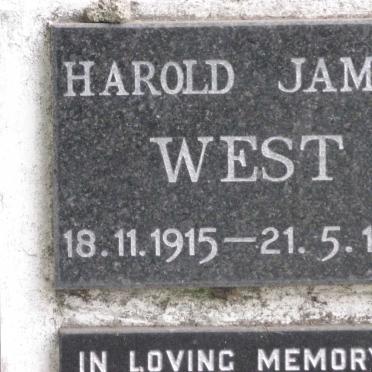 HAROLD JAM
WEST
18.11.1915—21.5.1
IN LOVING MEMORY